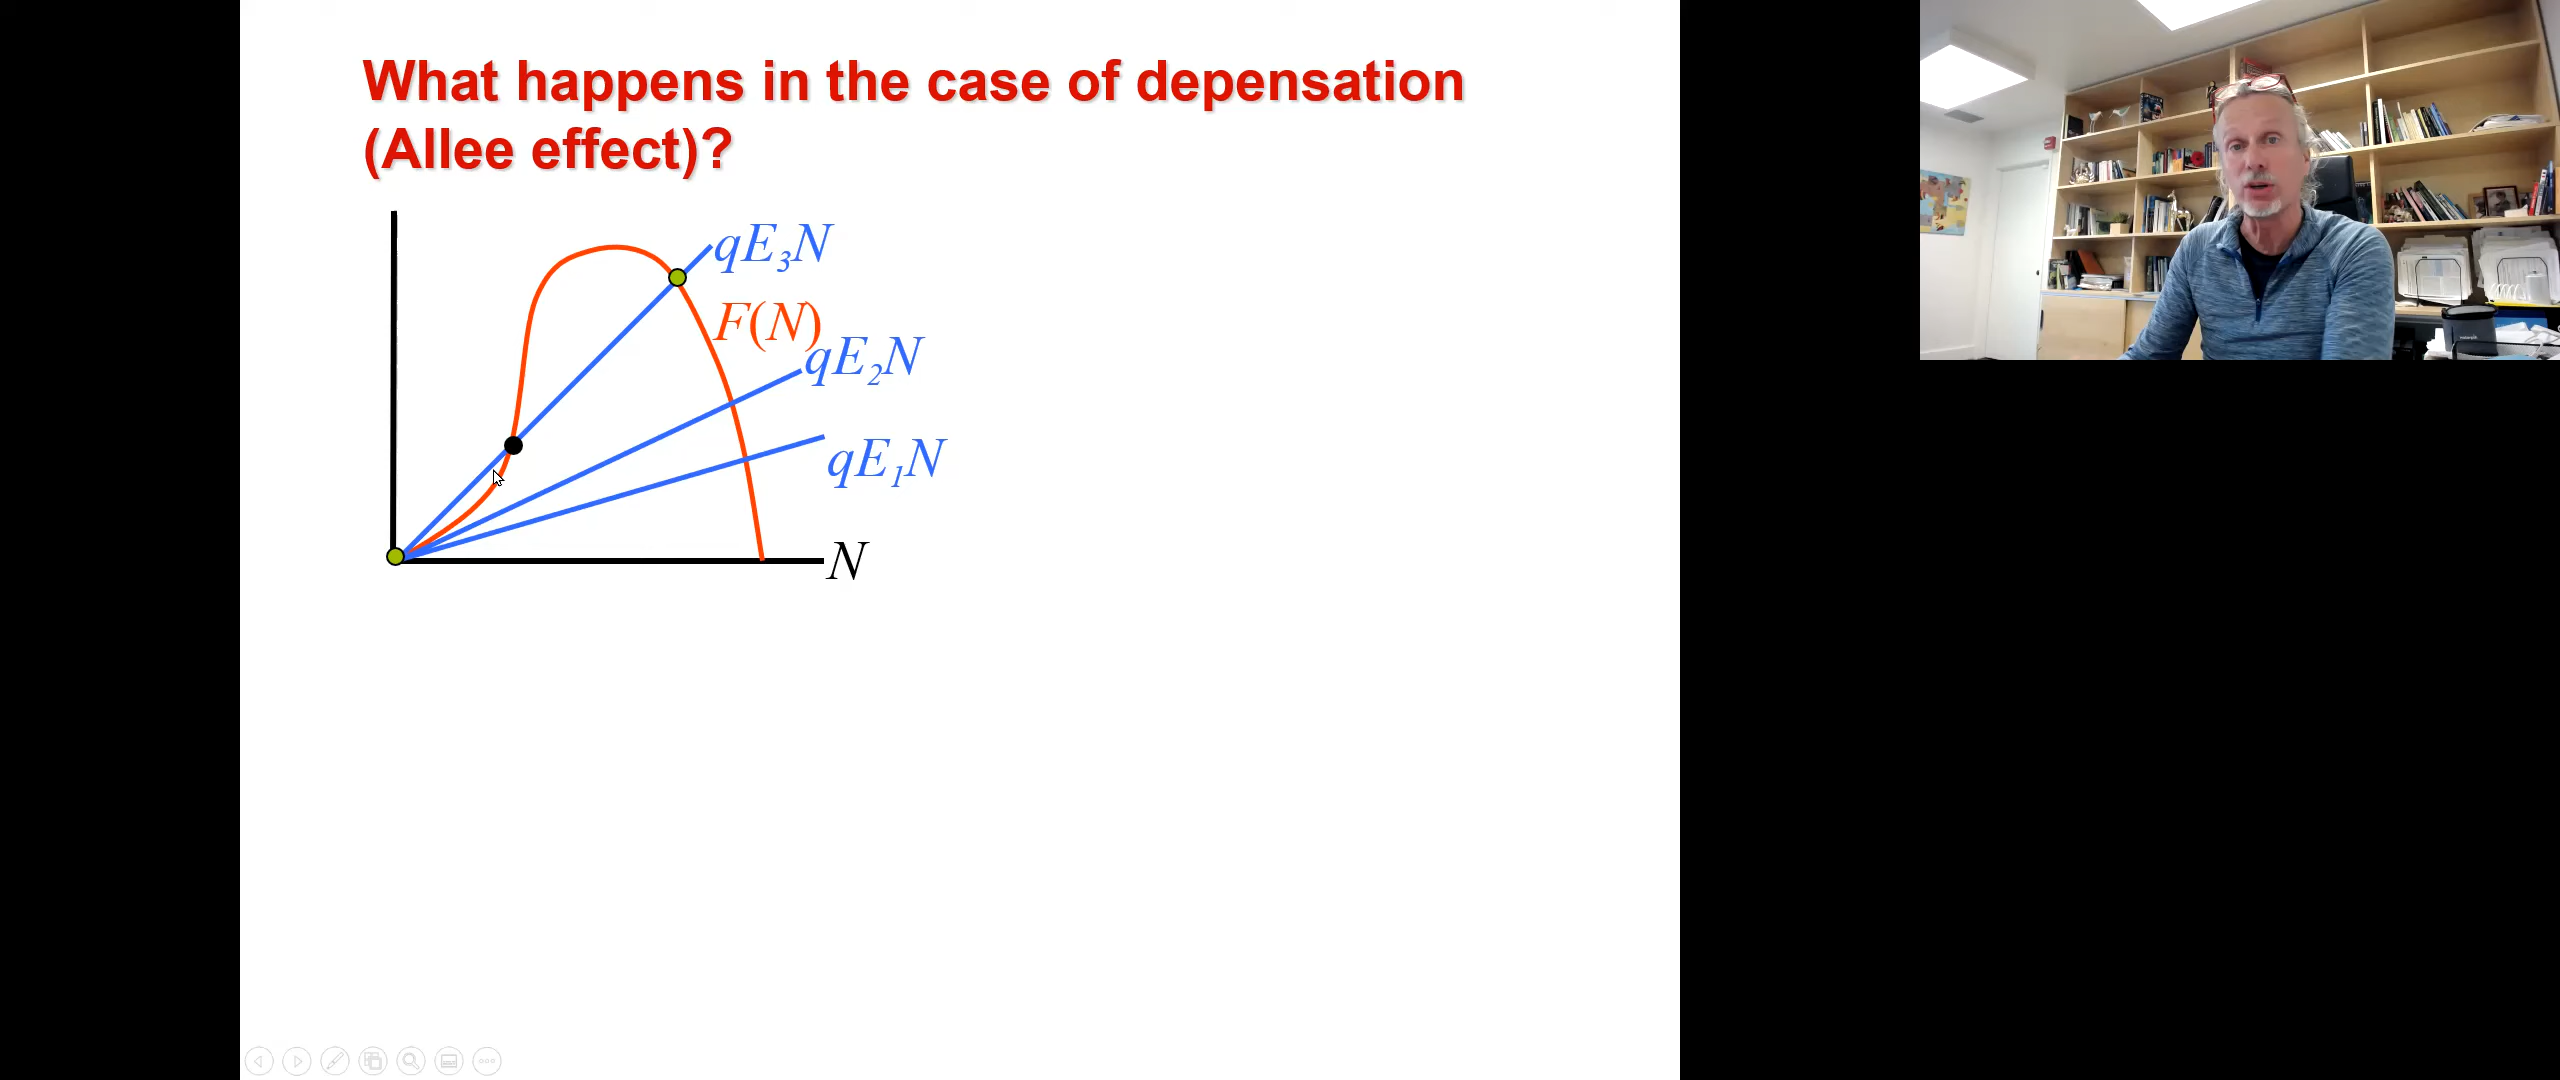 What happens in the case of depensation
(Allee effect)?
qE₃N
F(N)
qE₂N
qE₁N
N